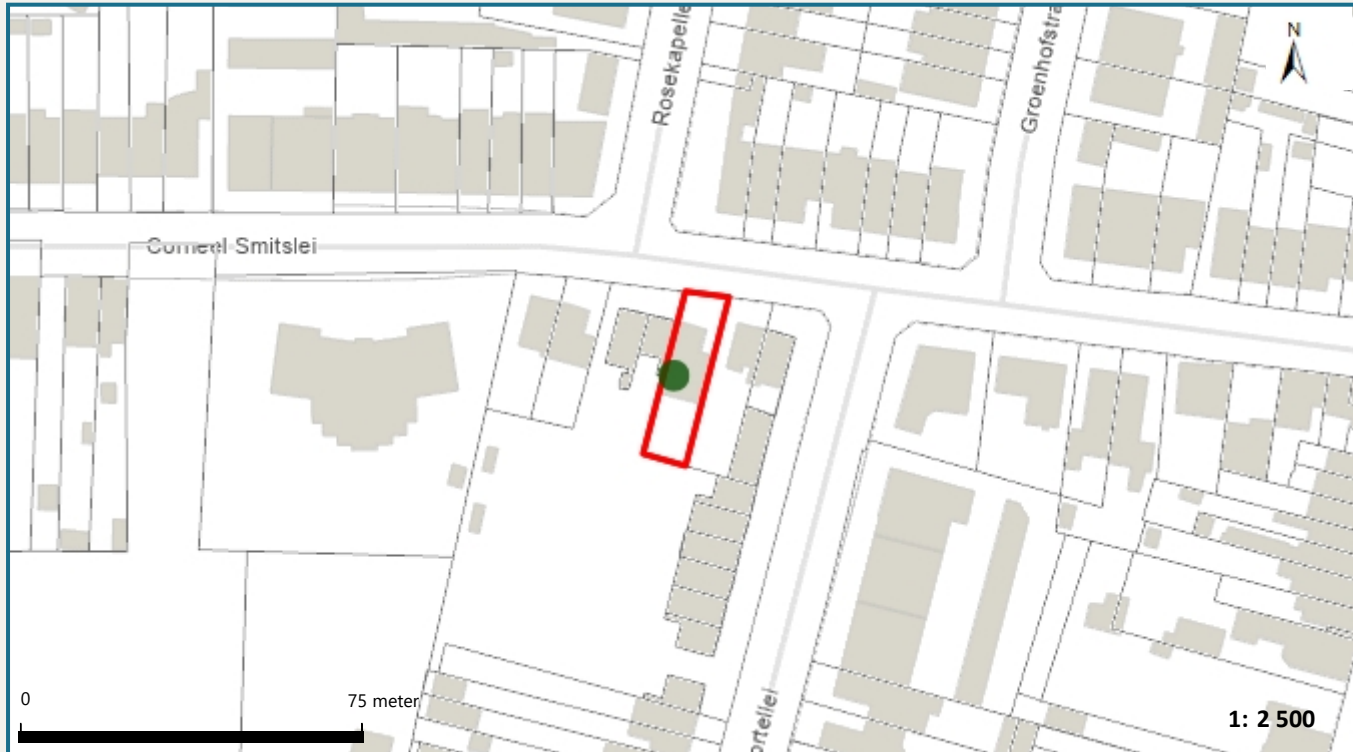 Rosekapelle
Groenhofstra
N
Corneel Smitslei
0
75 meter
ortellei
1: 2 500